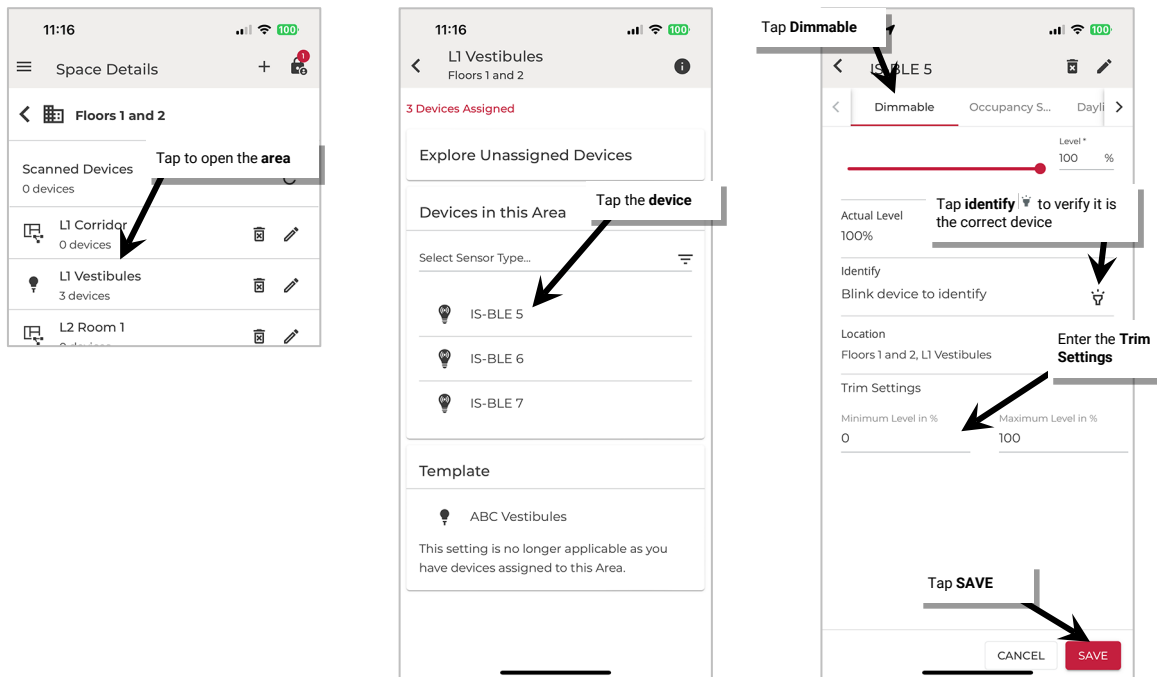 11:16
100
Space Details
1
Floors 1 and 2
Tap to open the area
Scanned Devices
0 devices
L1 Corridor
0 devices
L1 Vestibules
3 devices
L2 Room 1
11:16
100
L1 Vestibules
Floors 1 and 2
3 Devices Assigned
Explore Unassigned Devices
Tap the device
Devices in this Area
Select Sensor Type...
IS-BLE 5
IS-BLE 6
IS-BLE 7
Template
ABC Vestibules
This setting is no longer applicable as you
have devices assigned to this Area.
Tap Dimmable
100
IS-BLE 5
Dimmable
Occupancy S...
Dayli
Level *
100 %
Tap identify to verify it is
the correct device
Actual Level
100%
Identify
Blink device to identify
Location
Floors 1 and 2, L1 Vestibules
Enter the Trim
Settings
Trim Settings
Minimum Level in %
0
Maximum Level in %
100
Tap SAVE
CANCEL
SAVE